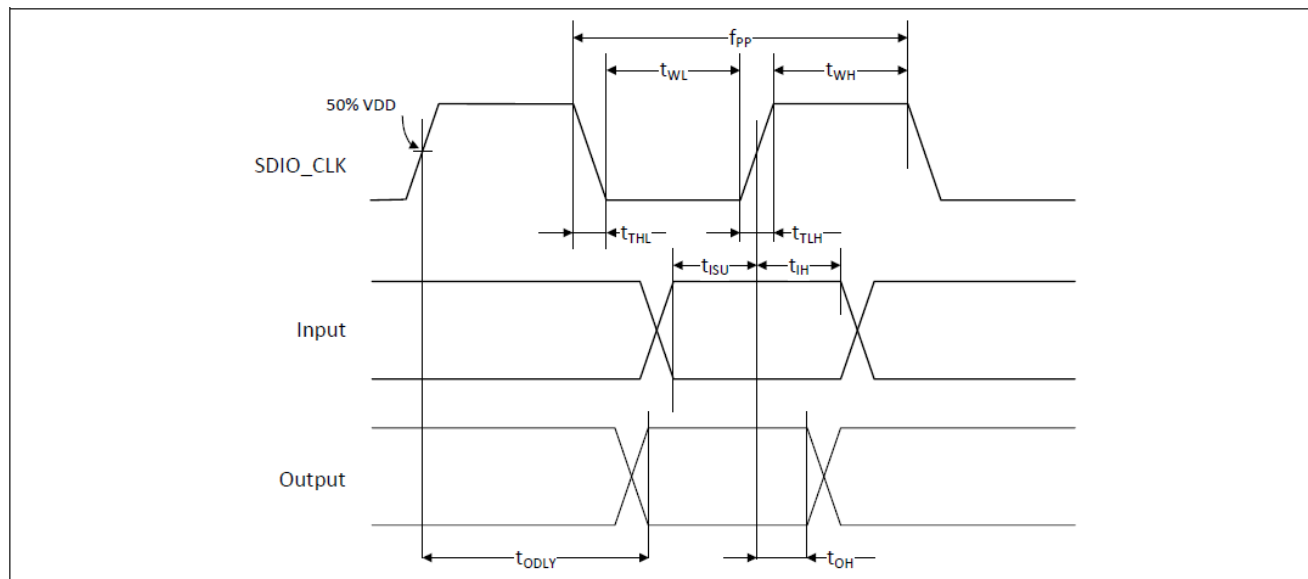 fPP
tWL
tWH
50% VDD
SDIO_CLK
tTHL
tTLH
tISU
tIH
Input
Output
tODLY
tOH